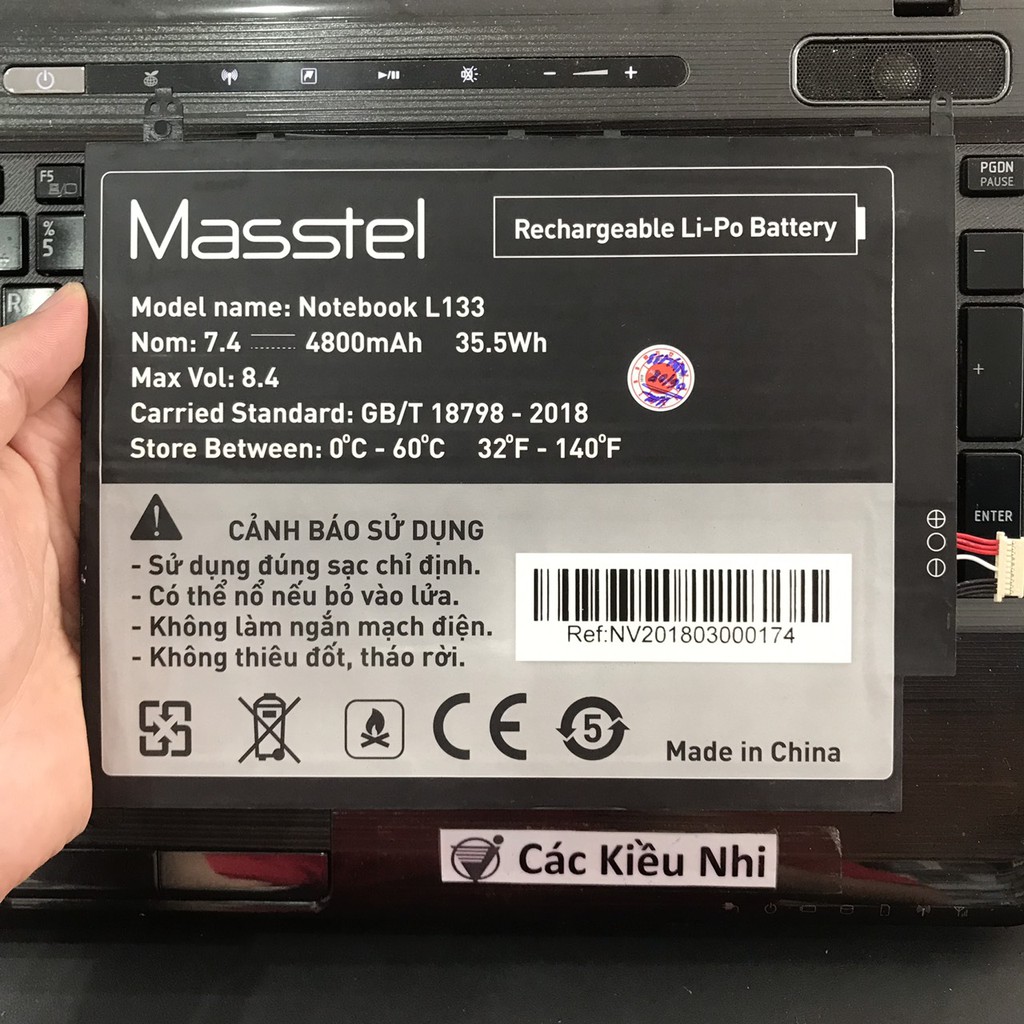 F5
%
5
R
PGDN
PAUSE
Masstel
Rechargeable Li-Po Battery
Model name: Notebook L133
Nom: 7.4 4800mAh 35.5Wh
Max Vol: 8.4
Carried Standard: GB/T 18798 - 2018
Store Between: 0°C - 60°C 32°F - 140°F
ENTER
CẢNH BÁO SỬ DỤNG
- Sử dụng đúng sạc chỉ định.
- Có thể nổ nếu bỏ vào lửa.
- Không làm ngắn mạch điện.
- Không thiêu đốt, tháo rời.
Ref:NV201803000174
CE
5
Made in China
Các Kiều Nhi